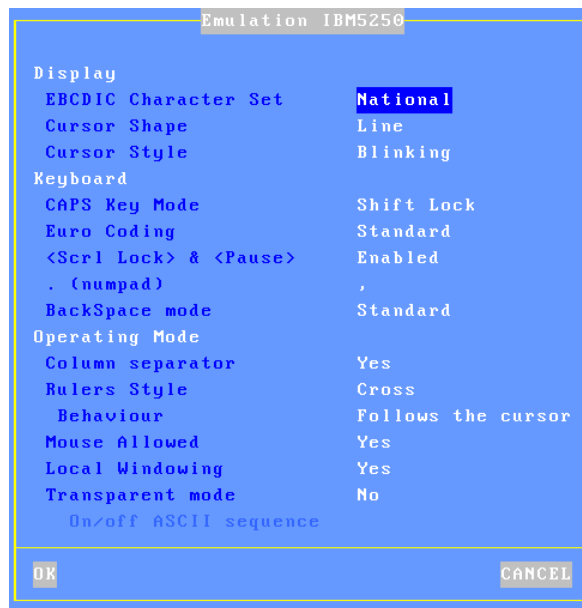 Emulation IBM5250
Display
EBCDIC Character Set National
Cursor Shape Line
Cursor Style Blinking
Keyboard
CAPS Key Mode Shift Lock
Euro Coding Standard
<Scrl Lock> & <Pause> Enabled
. (numpad) ,
BackSpace mode Standard
Operating Mode
Column separator Yes
Rulers Style Cross
Behaviour Follows the cursor
Mouse Allowed Yes
Local Windowing Yes
Transparent mode No
On/off ASCII sequence
OK CANCEL